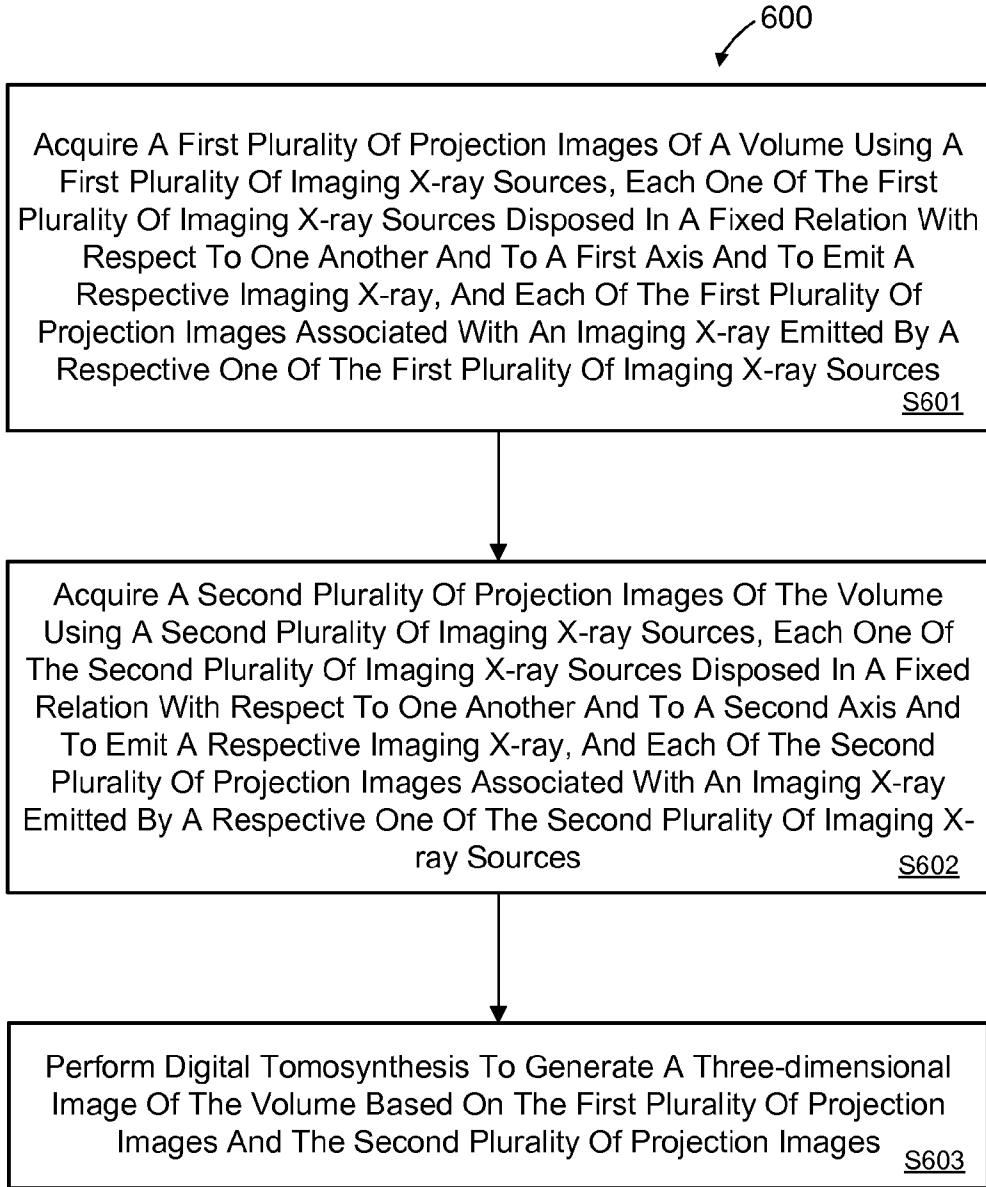 600
Acquire A First Plurality Of Projection Images Of A Volume Using A
First Plurality Of Imaging X-ray Sources, Each One Of The First
Plurality Of Imaging X-ray Sources Disposed In A Fixed Relation With
Respect To One Another And To A First Axis And To Emit A
Respective Imaging X-ray, And Each Of The First Plurality Of
Projection Images Associated With An Imaging X-ray Emitted By A
Respective One Of The First Plurality Of Imaging X-ray Sources
S601
Acquire A Second Plurality Of Projection Images Of The Volume
Using A Second Plurality Of Imaging X-ray Sources, Each One Of
The Second Plurality Of Imaging X-ray Sources Disposed In A Fixed
Relation With Respect To One Another And To A Second Axis And
To Emit A Respective Imaging X-ray, And Each Of The Second
Plurality Of Projection Images Associated With An Imaging X-ray
Emitted By A Respective One Of The Second Plurality Of Imaging X-
ray Sources
S602
Perform Digital Tomosynthesis To Generate A Three-dimensional
Image Of The Volume Based On The First Plurality Of Projection
Images And The Second Plurality Of Projection Images
S603